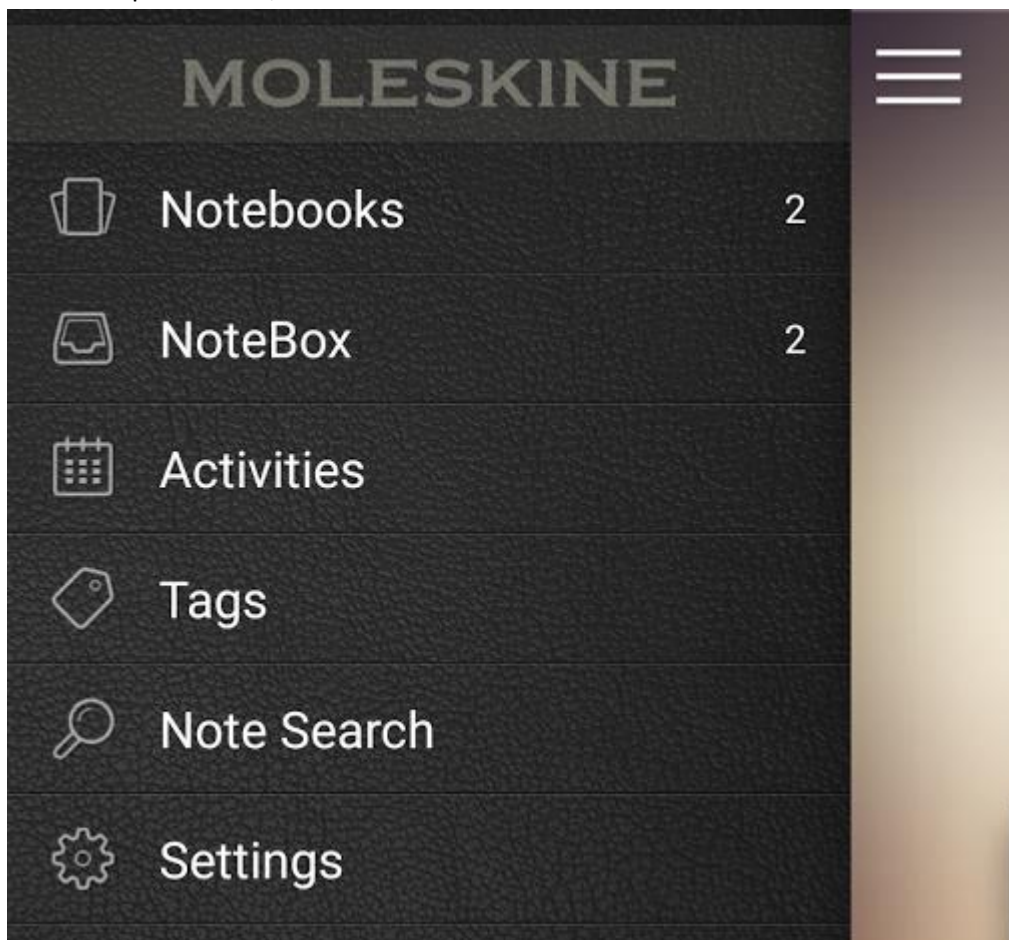 MOLESKINE
Notebooks 2
NoteBox 2
Activities
Tags
Note Search
Settings